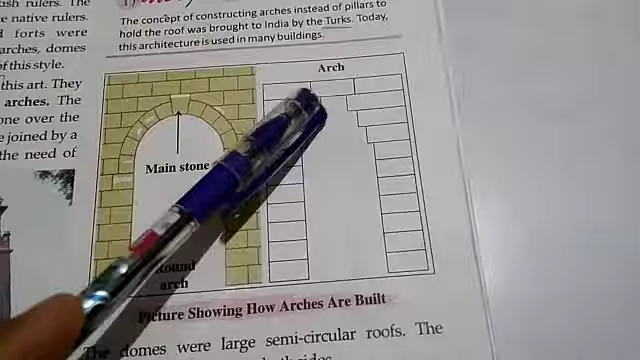 ush rulers. The
e native rulers.
forts were
arches, domes
of this style.
this art. They
arches. The
one over the
e joined by a
the need of
The concept of constructing arches instead of pillars to
hold the roof was brought to India by the Turks. Today,
this architecture is used in many buildings.
Arch
Main stone
Round
arch
Picture Showing How Arches Are Built
The domes were large semi-circular roofs. The